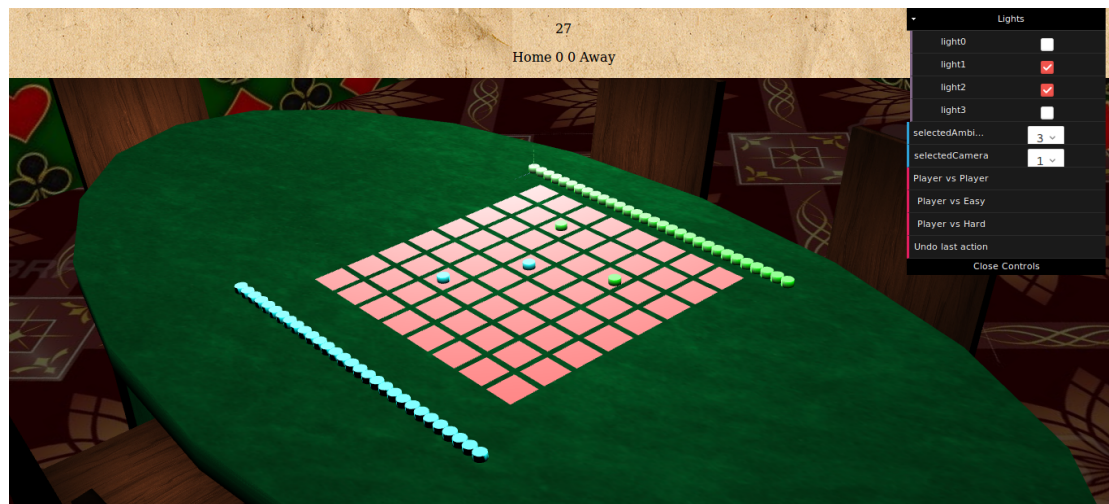 27
Home 0 0 Away
Lights
light0
light1
light2
light3
selectedAmbi... 3
selectedCamera 1
Player vs Player
Player vs Easy
Player vs Hard
Undo last action
Close Controls